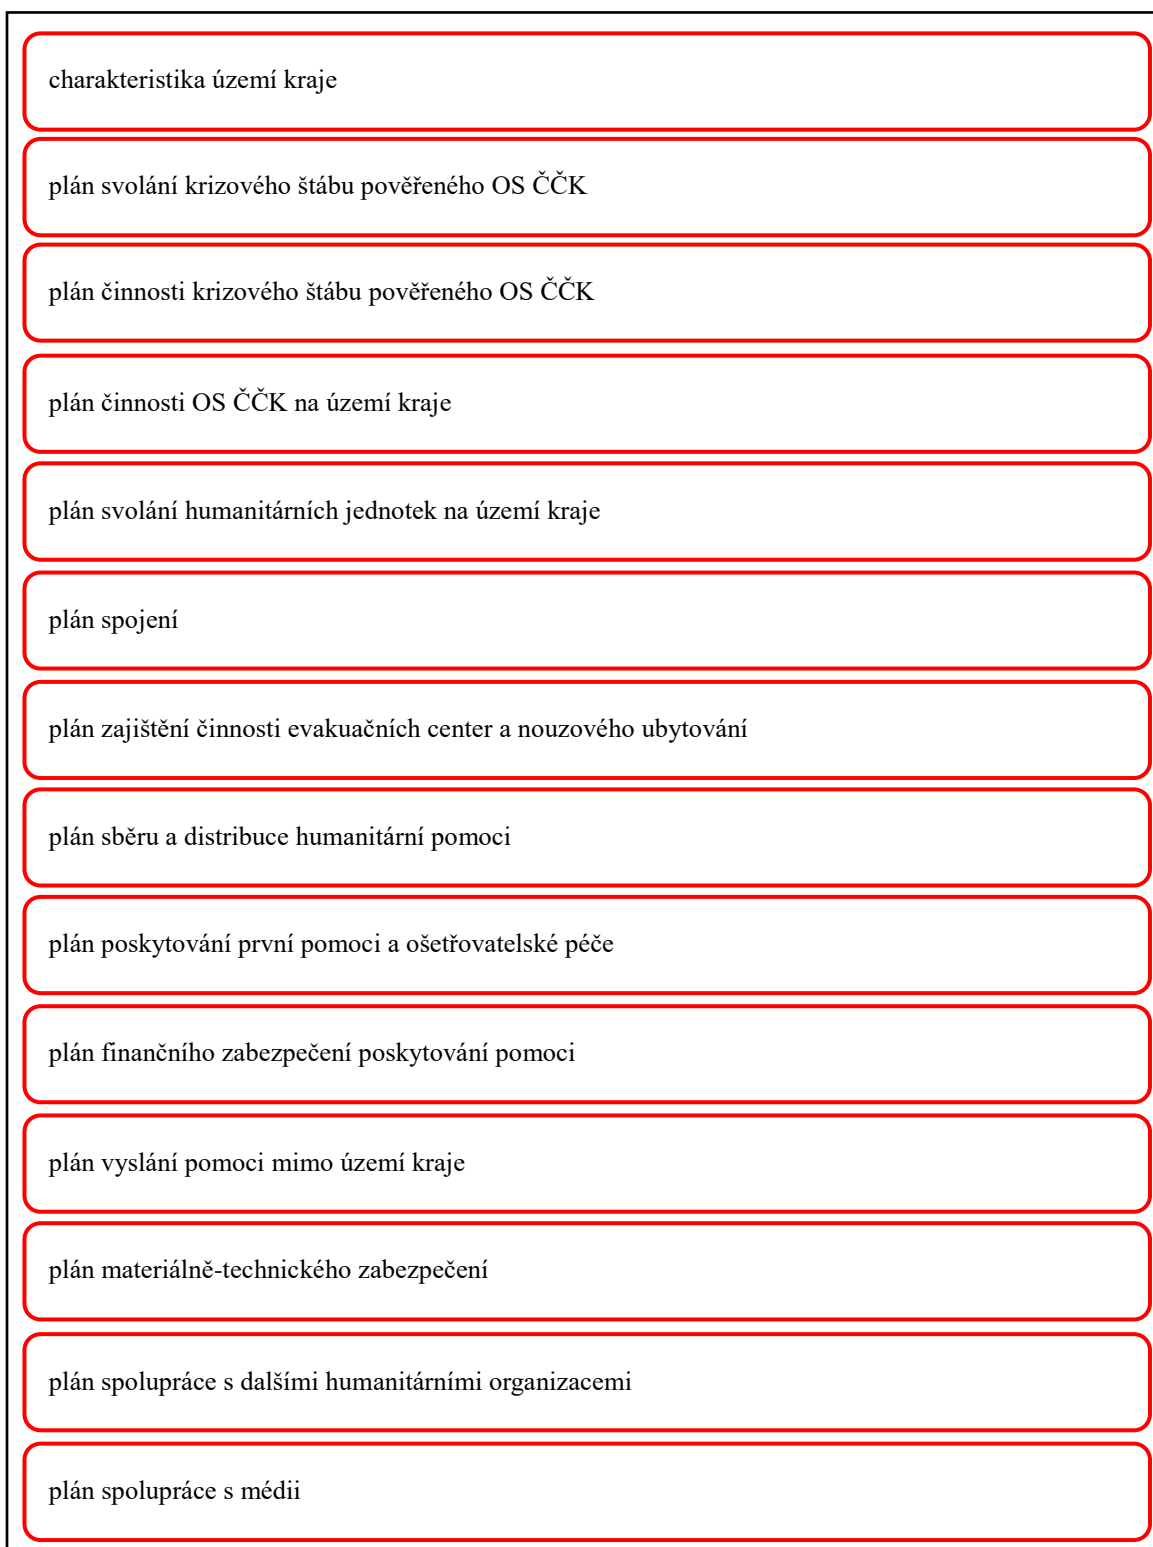 charakteristika území kraje
plán svolání krizového štábu pověřeného OS ČČK
plán činnosti krizového štábu pověřeného OS ČČK
plán činnosti OS ČČK na území kraje
plán svolání humanitárních jednotek na území kraje
plán spojení
plán zajištění činnosti evakuačních center a nouzového ubytování
plán sběru a distribuce humanitární pomoci
plán poskytování první pomoci a ošetřovatelské péče
plán finančního zabezpečení poskytování pomoci
plán vyslání pomoci mimo území kraje
plán materiálně-technického zabezpečení
plán spolupráce s dalšími humanitárními organizacemi
plán spolupráce s médii